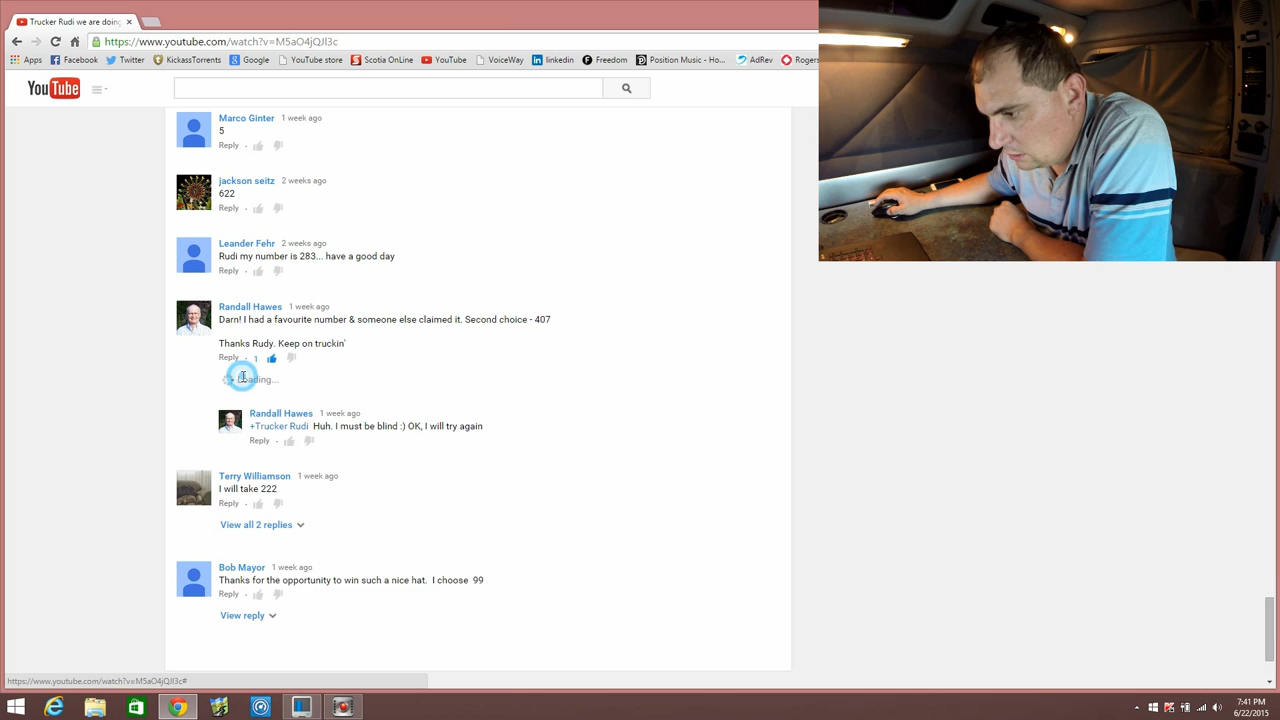 Trucker Rudi we are doing
https://www.youtube.com/watch?v=M5aO4jQJI3c
Apps Facebook Twitter KickassTorrents Google YouTube store Scotia OnLine YouTube VoiceWay linkedin Freedom Position Music - Ho... AdRev Rogers
YouTube
Marco Ginter 1 week ago
5
Reply
jackson seitz 2 weeks ago
622
Reply
Leander Fehr 2 weeks ago
Rudi my number is 283... have a good day
Reply
Randall Hawes 1 week ago
Darn! I had a favourite number & someone else claimed it. Second choice - 407
Thanks Rudy. Keep on truckin'
Reply 1
Loading...
Randall Hawes 1 week ago
+Trucker Rudi Huh. I must be blind :) OK, I will try again
Reply
Terry Williamson 1 week ago
I will take 222
Reply
View all 2 replies
Bob Mayor 1 week ago
Thanks for the opportunity to win such a nice hat. I choose 99
Reply
View reply
https://www.youtube.com/watch?v=M5aO4jQJI3c#
7:41 PM
6/22/2015